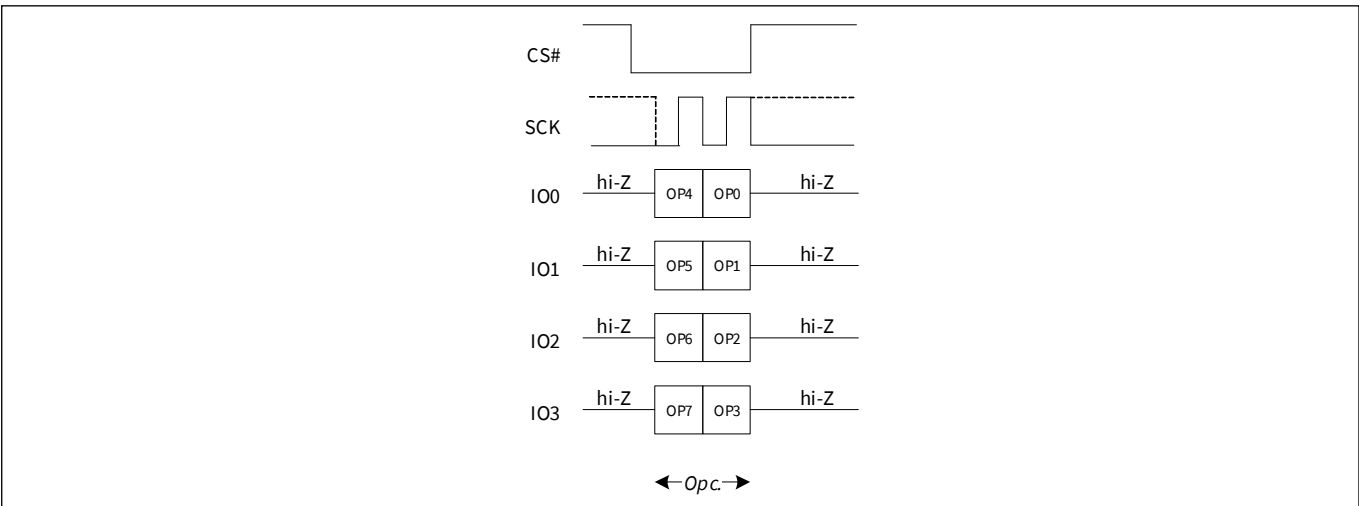 CS#
SCK
IO0 hi-Z OP4 OP0 hi-Z
IO1 hi-Z OP5 OP1 hi-Z
IO2 hi-Z OP6 OP2 hi-Z
IO3 hi-Z OP7 OP3 hi-Z
Opc.